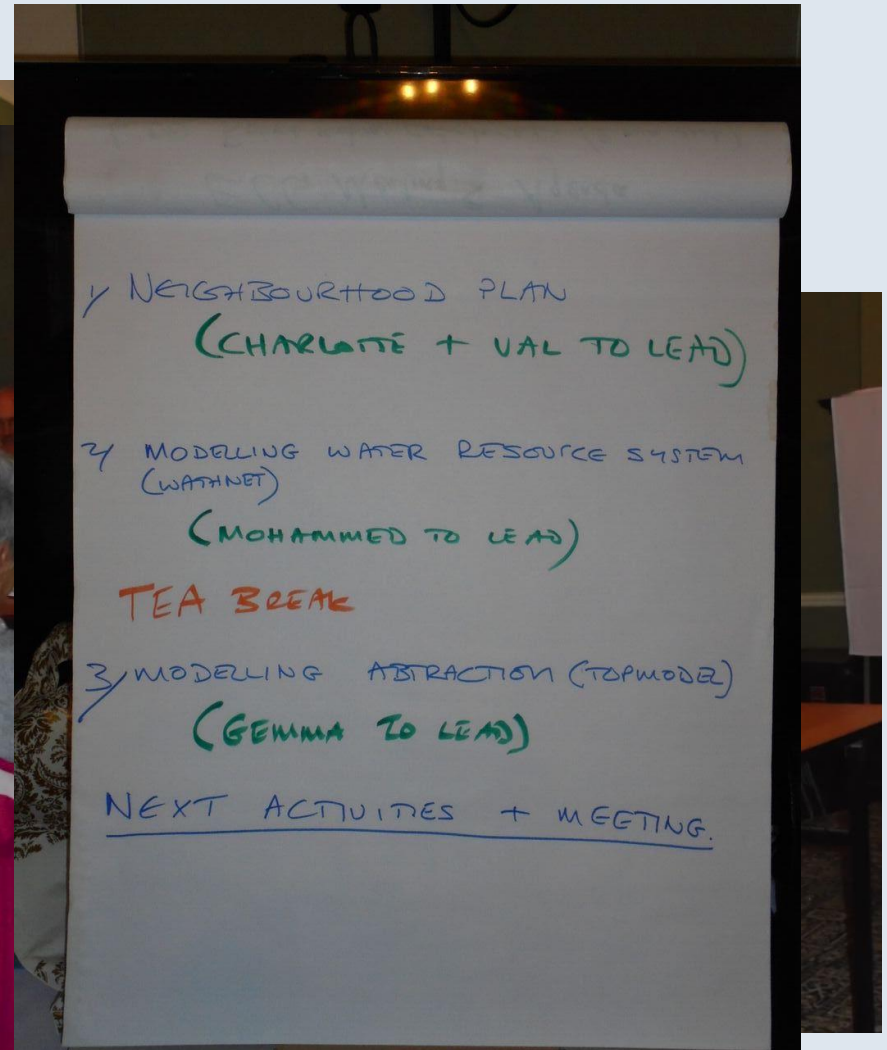 1/ NEIGHBOURHOOD PLAN
(CHARLOTTE + VAL TO LEAD)
2/ MODELLING WATER RESOURCE SYSTEM
(WATHNET)
(MOHAMMED TO LEAD)
TEA BREAK
3/ MODELLING ABTRACTION (TOPMODEL)
(GEMMA TO LEAD)
NEXT ACTIVITIES + MEETING.